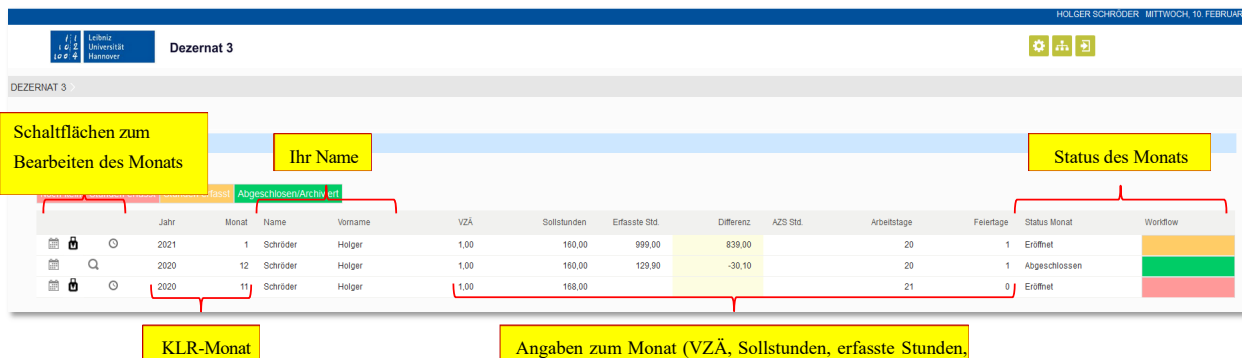 HOLGER SCHRÖDER MITTWOCH, 10. FEBRUAR
Leibniz
Universität
Hannover
Dezernat 3
DEZERNAT 3
Schaltflächen zum
Bearbeiten des Monats
Ihr Name
Status des Monats
Abgeschlosen/Archiviert
Jahr Monat Name Vorname VZÄ Sollstunden Erfasste Std. Differenz AZS Std. Arbeitstage Feiertage Status Monat Workflow
2021 1 Schröder Holger 1,00 160,00 999,00 839,00 20 1 Eröffnet
2020 12 Schröder Holger 1,00 160,00 129,90 -30,10 20 1 Abgeschlossen
2020 11 Schröder Holger 1,00 168,00 21 0 Eröffnet
KLR-Monat
Angaben zum Monat (VZÄ, Sollstunden, erfasste Stunden,